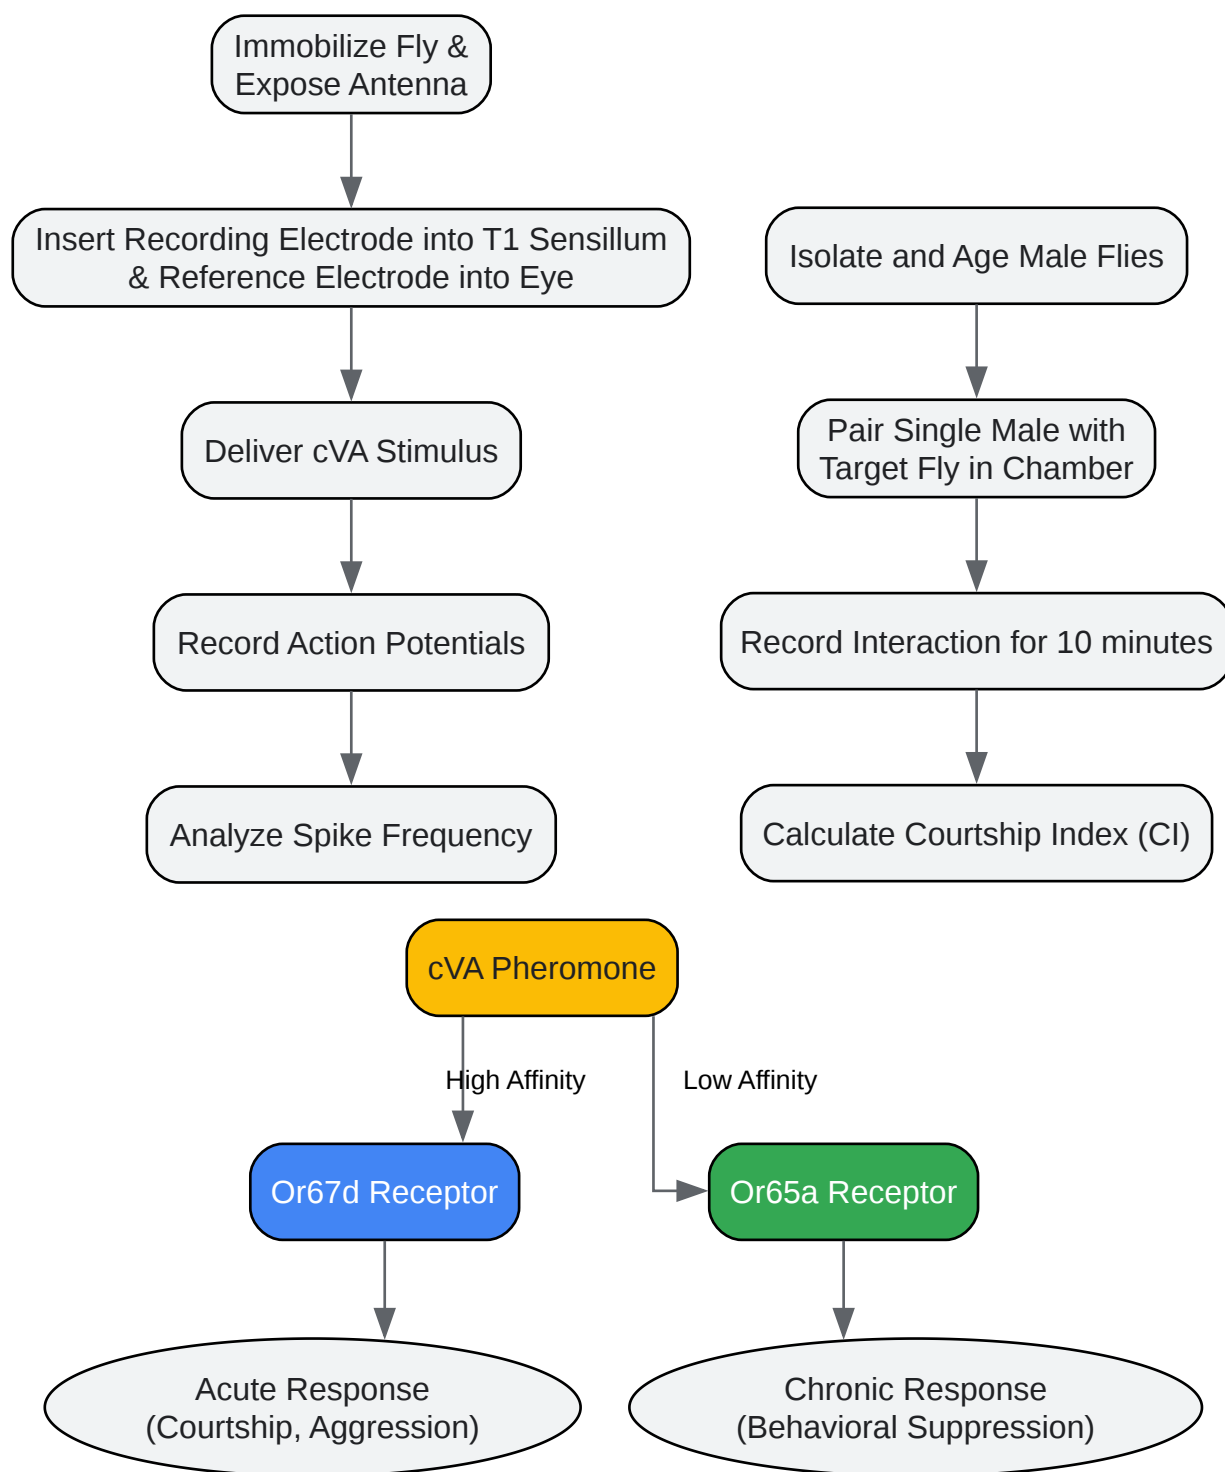 Immobilize Fly &
Expose Antenna
Insert Recording Electrode into T1 Sensillum
& Reference Electrode into Eye
Deliver cVA Stimulus
Record Action Potentials
Analyze Spike Frequency
Isolate and Age Male Flies
Pair Single Male with
Target Fly in Chamber
Record Interaction for 10 minutes
Calculate Courtship Index (CI)
cVA Pheromone
High Affinity
Low Affinity
Or67d Receptor
Or65a Receptor
Acute Response
(Courtship, Aggression)
Chronic Response
(Behavioral Suppression)